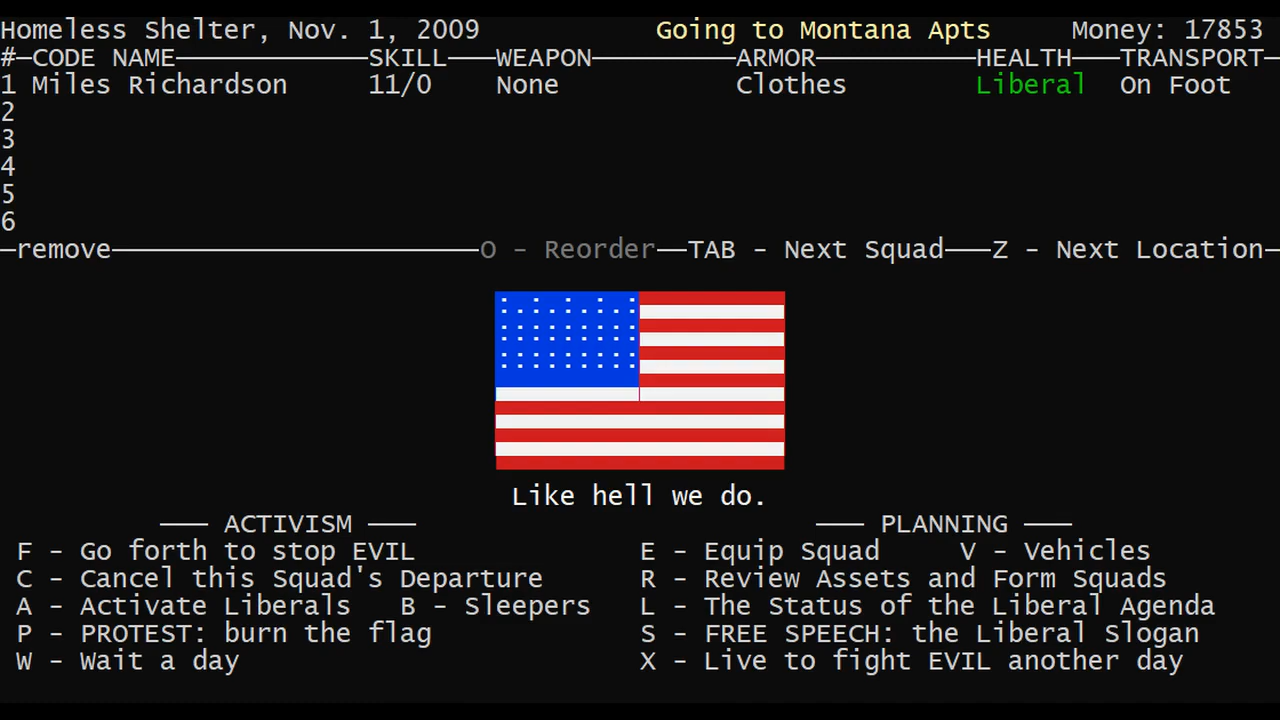 Homeless Shelter, Nov. 1, 2009 Going to Montana Apts Money: 17853
#—CODE NAME SKILL WEAPON ARMOR HEALTH TRANSPORT
1 Miles Richardson 11/0 None Clothes Liberal On Foot
2
3
4
5
6
remove O - Reorder TAB - Next Squad Z - Next Location
Like hell we do.
ACTIVISM PLANNING
F - Go forth to stop EVIL E - Equip Squad V - Vehicles
C - Cancel this Squad's Departure R - Review Assets and Form Squads
A - Activate Liberals B - Sleepers L - The Status of the Liberal Agenda
P - PROTEST: burn the flag S - FREE SPEECH: the Liberal Slogan
W - Wait a day X - Live to fight EVIL another day